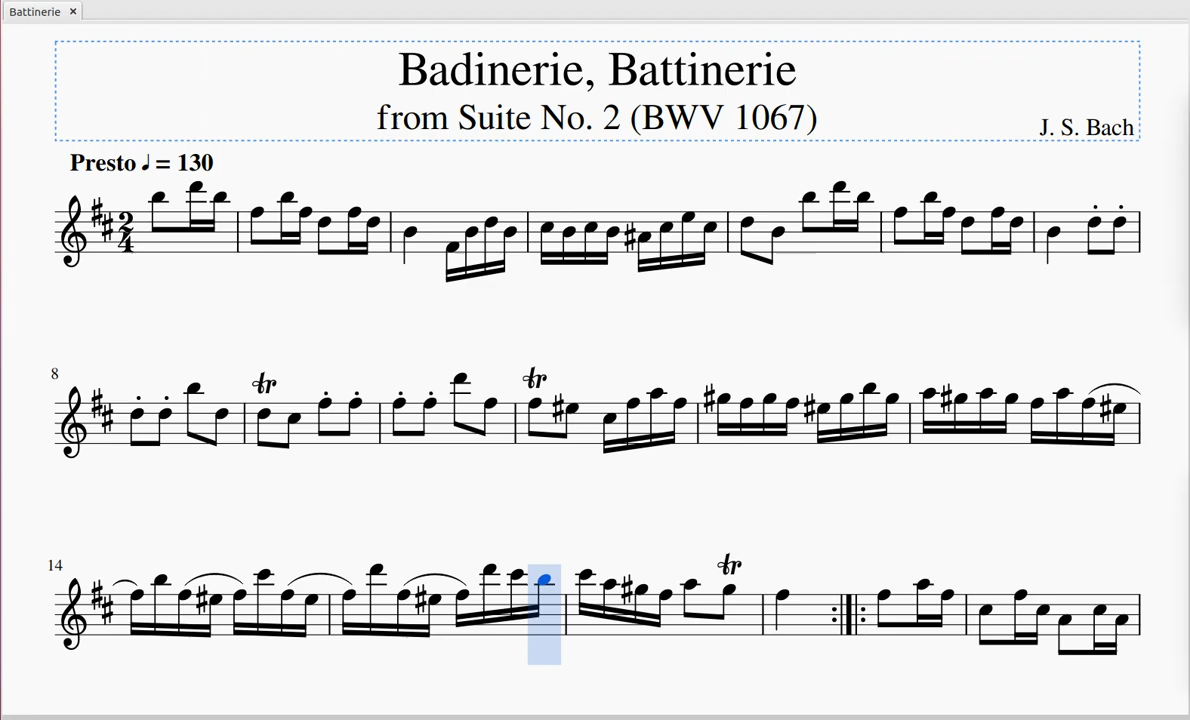 Battinerie ×
Badinerie, Battinerie
from Suite No. 2 (BWV 1067)
J. S. Bach
Presto ♩ = 130
2
4
8
tr tr
14
tr